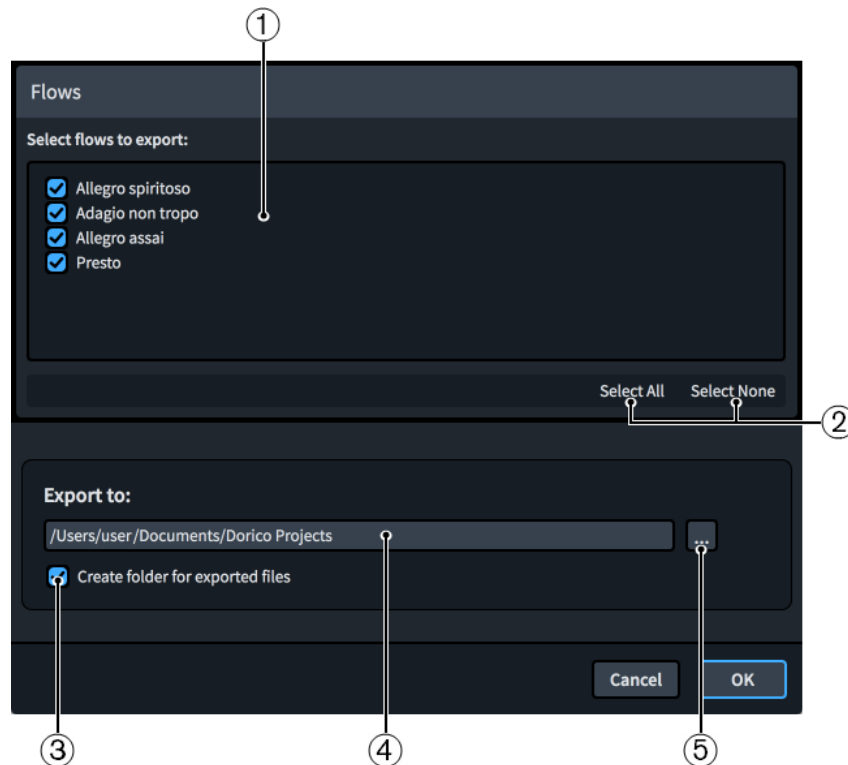 ①
Flows
Select flows to export:
Allegro spiritoso
Adagio non tropo
Allegro assai
Presto
Select All Select None
②
Export to:
/Users/user/Documents/Dorico Projects ...
Create folder for exported files
Cancel OK
③ ④ ⑤